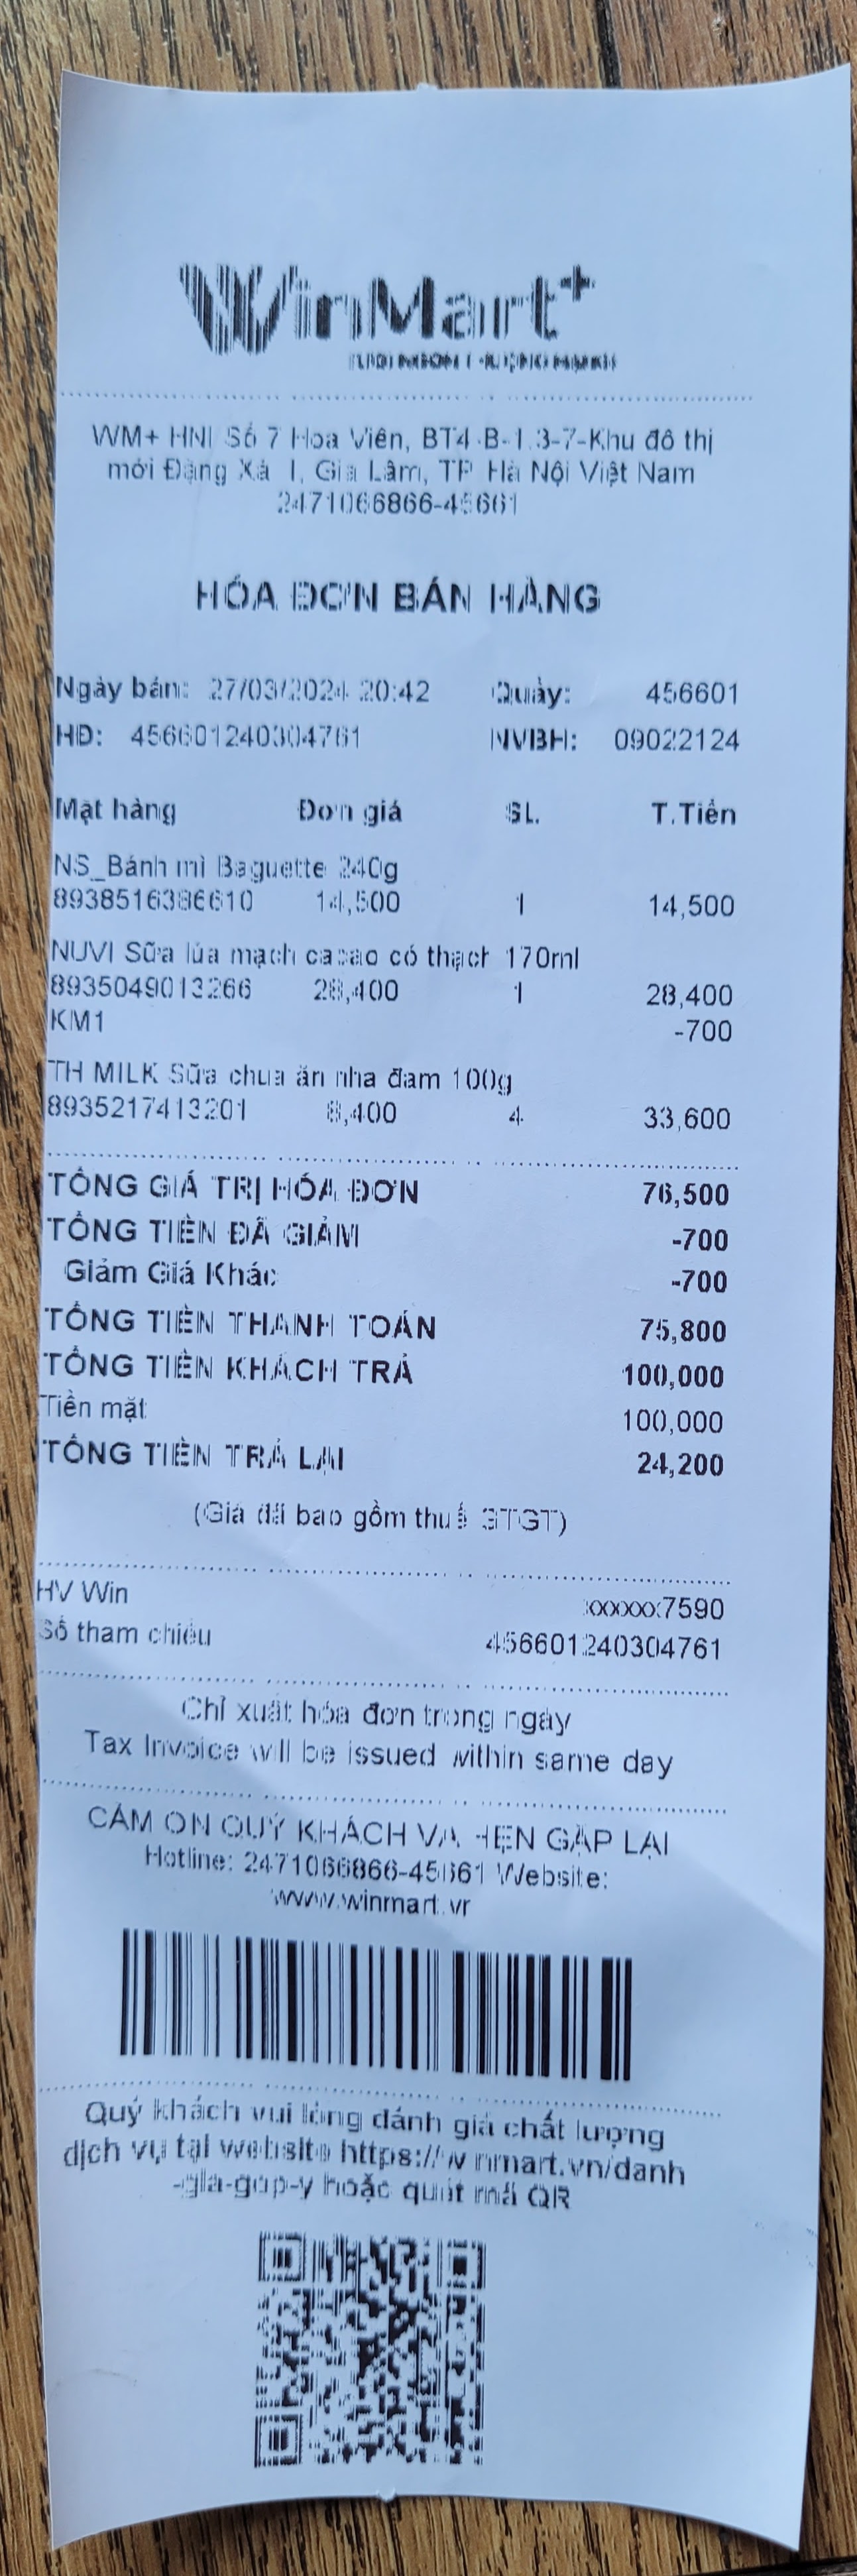 WinMart+
WM+ HNI Số 7 Hoa Viên, BT4-B-1.3-7-Khu đô thị
mới Đặng Xá I, Gia Lâm, TP. Hà Nội Việt Nam
2471066866-45661
HÓA ĐƠN BÁN HÀNG
Ngày bán: 27/03/2024 20:42 Quầy: 456601
HĐ: 456601240304761 NVBH: 09022124
Mặt hàng Đơn giá SL. T.Tiền
NS_Bánh mì Baguette 240g
8938516386610 14,500 1 14,500
NUVI Sữa lúa mạch cacao có thạch 170ml
8935049013266 28,400 1 28,400
KM1 -700
TH MILK Sữa chua ăn nha đam 100g
8935217413201 8,400 4 33,600
TỔNG GIÁ TRỊ HÓA ĐƠN 76,500
TỔNG TIỀN ĐÃ GIẢM -700
Giảm Giá Khác -700
TỔNG TIỀN THANH TOÁN 75,800
TỔNG TIỀN KHÁCH TRẢ 100,000
Tiền mặt 100,000
TỔNG TIỀN TRẢ LẠI 24,200
(Giá đã bao gồm thuế GTGT)
HV Win xxxxxx7590
Số tham chiếu 456601240304761
Chỉ xuất hóa đơn trong ngày
Tax Invoice will be issued within same day
CẢM ƠN QUÝ KHÁCH VÀ HẸN GẶP LẠI
Hotline: 2471066866-45661 Website:
www.winmart.vn
Quý khách vui lòng đánh giá chất lượng
dịch vụ tại website https://winmart.vn/danh
-gia-gop-y hoặc quét mã QR